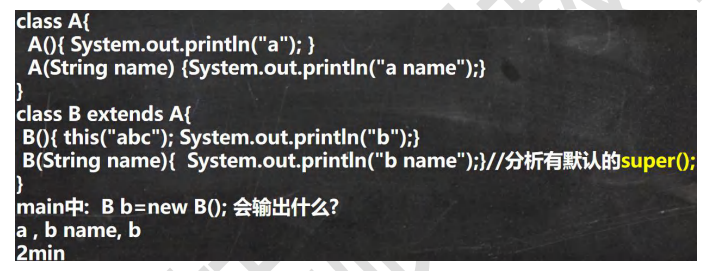 class A{
A(){ System.out.println("a"); }
A(String name) {System.out.println("a name");}
}
class B extends A{
B(){ this("abc"); System.out.println("b");}
B(String name){ System.out.println("b name");}//分析有默认的super();
}
main中: B b=new B(); 会输出什么?
a , b name, b
2min